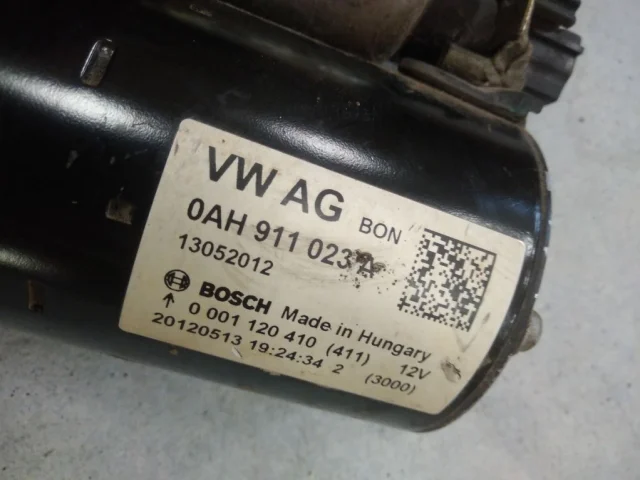 VW AG
0AH 911 023 BON
13052012
BOSCH Made in Hungary
↑ 0 001 120 410 (411) 12V
20120513 19:24:34 2 (3000)